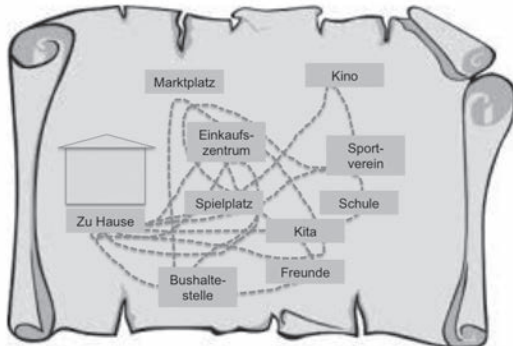 Marktplatz
Kino
Einkaufs-
zentrum
Sport-
verein
Spielplatz
Schule
Zu Hause
Kita
Freunde
Bushalte-
stelle